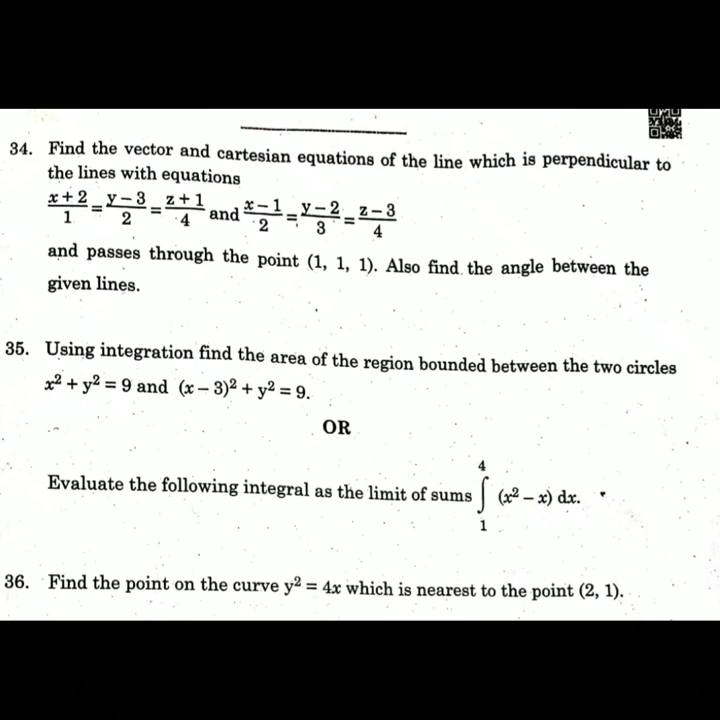 34. Find the vector and cartesian equations of the line which is perpendicular to
the lines with equations
x + 2 / 1 = y – 3 / 2 = z + 1 / 4 and x – 1 / 2 = y – 2 / 3 = z – 3 / 4
and passes through the point (1, 1, 1). Also find the angle between the
given lines.
35. Using integration find the area of the region bounded between the two circles
x² + y² = 9 and (x – 3)² + y² = 9.
OR
Evaluate the following integral as the limit of sums ∫₁⁴ (x² – x) dx.
36. Find the point on the curve y² = 4x which is nearest to the point (2, 1).